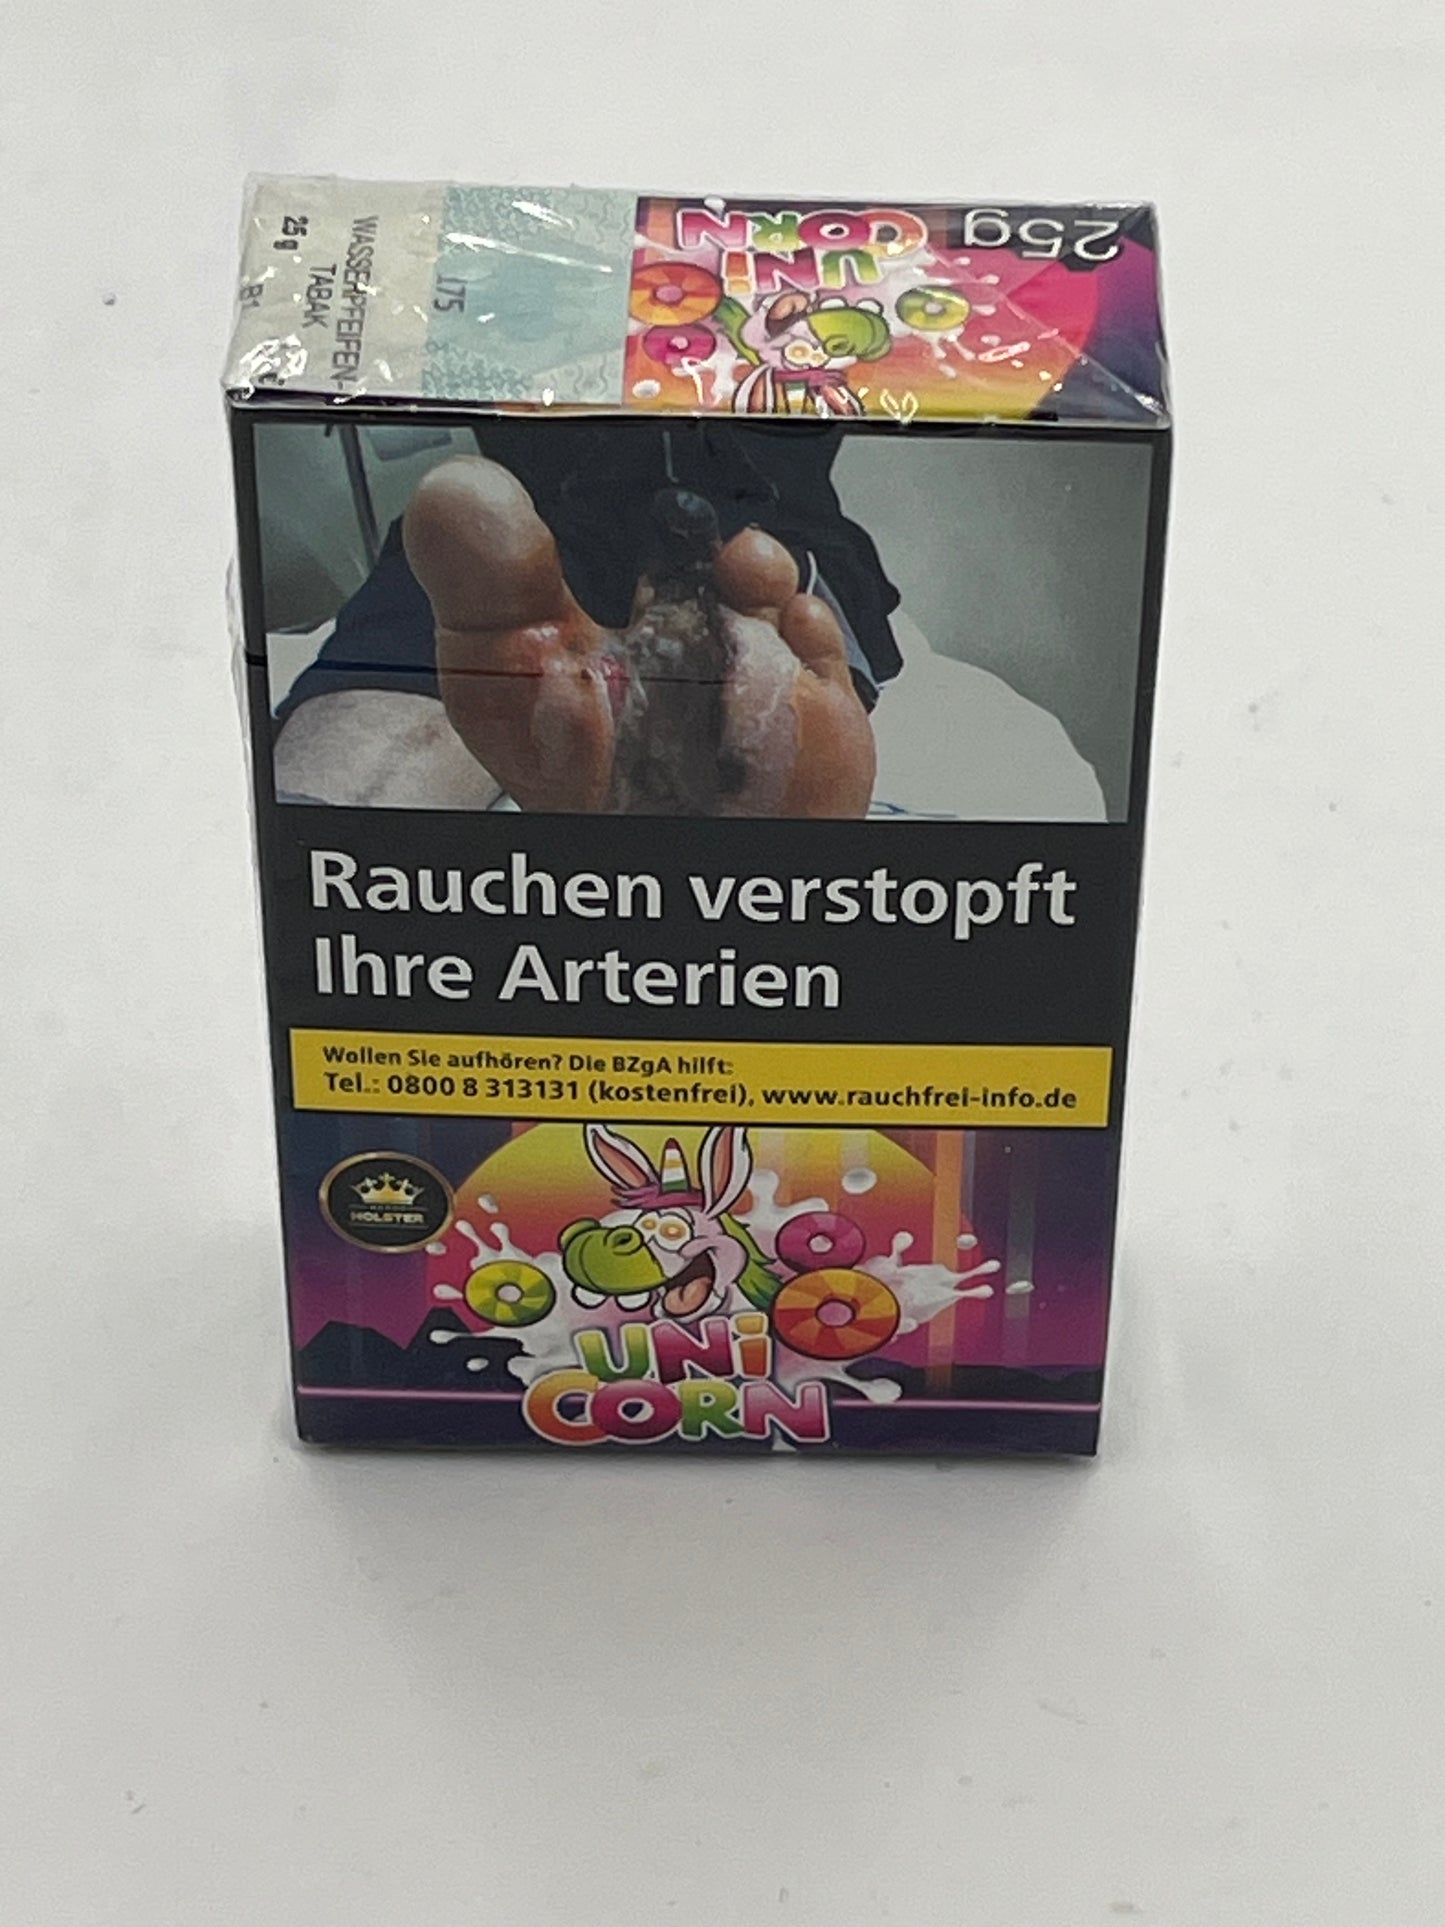 WASSERPFEIFEN-
TABAK
25 g
175
25g
UNi
CORN
Rauchen verstopft
Ihre Arterien
Wollen Sie aufhören? Die BZgA hilft:
Tel.: 0800 8 313131 (kostenfrei), www.rauchfrei-info.de
HOLSTER
UNi
CORN